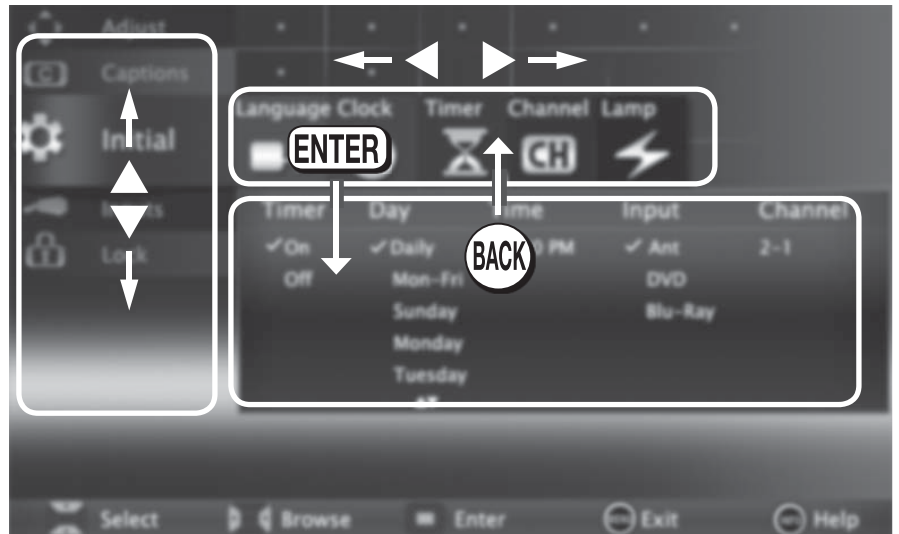 Adjust
Captions
Language Clock Timer Channel Lamp
Initial
ENTER
CH
Timer Day Input Channel
BACK
Lock
On Daily PM Ant 2-1
Off Mon-Fri DVD
Sunday Blu-Ray
Monday
Tuesday
Select Browse Enter Exit Help